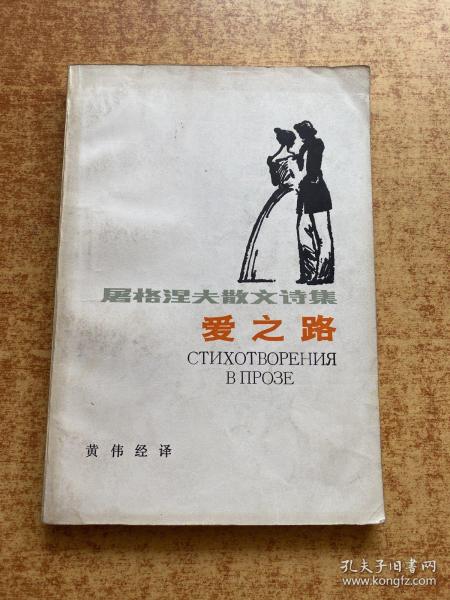 屠格涅夫散文诗集
爱之路
СТИХОТВОРЕНИЯ
В ПРОЗЕ
黄伟经译
孔夫子旧书网
www.kongfz.com